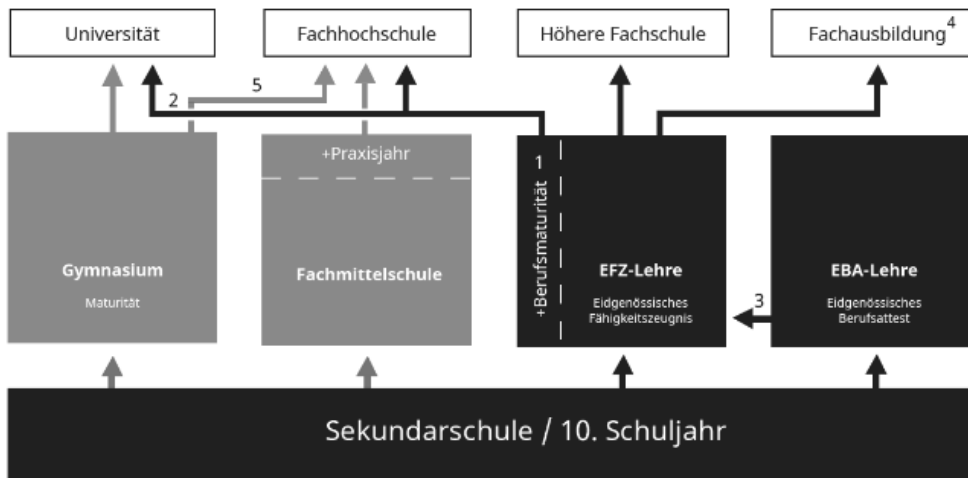 Universität
Fachhochschule
Höhere Fachschule
Fachausbildung4
2
5
+Praxisjahr
+Berufsmaturität 1
Gymnasium
Maturität
Fachmittelschule
EFZ-Lehre
Eidgenössisches
Fähigkeitszeugnis
3
EBA-Lehre
Eidgenössisches
Berufsattest
Sekundarschule / 10. Schuljahr